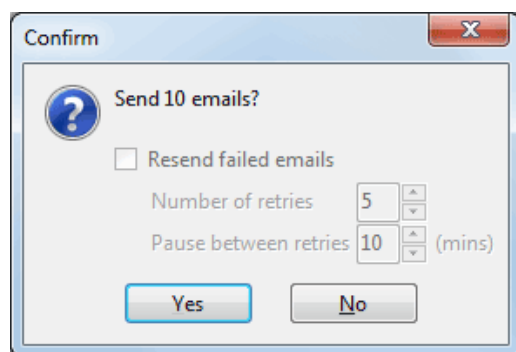 Confirm
Send 10 emails?
Resend failed emails
Number of retries 5
Pause between retries 10 (mins)
Yes No